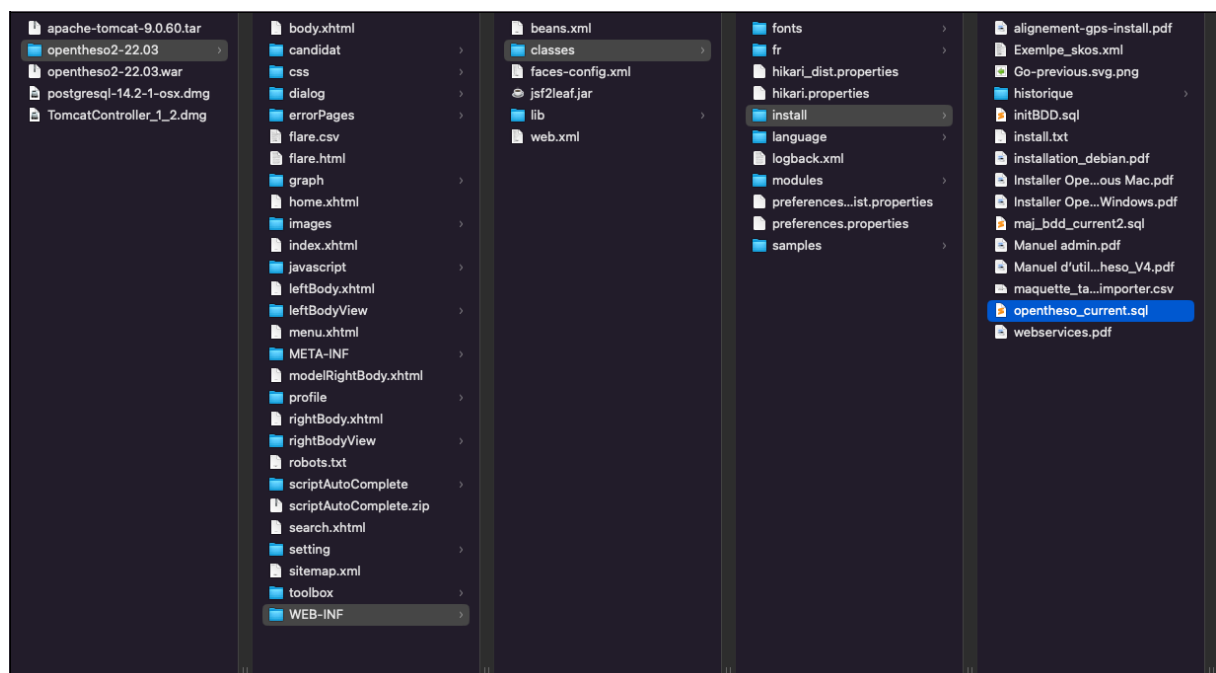 apache-tomcat-9.0.60.tar
opentheso2-22.03
opentheso2-22.03.war
postgresql-14.2-1-osx.dmg
TomcatController_1_2.dmg
body.xhtml
candidat
css
dialog
errorPages
flare.csv
flare.html
graph
home.xhtml
images
index.xhtml
javascript
leftBody.xhtml
leftBodyView
menu.xhtml
META-INF
modelRightBody.xhtml
profile
rightBody.xhtml
rightBodyView
robots.txt
scriptAutoComplete
scriptAutoComplete.zip
search.xhtml
setting
sitemap.xml
toolbox
WEB-INF
beans.xml
classes
faces-config.xml
jsf2leaf.jar
lib
web.xml
fonts
fr
hikari_dist.properties
hikari.properties
install
language
logback.xml
modules
preferences...ist.properties
preferences.properties
samples
alignement-gps-install.pdf
Exemlpe_skos.xml
Go-previous.svg.png
historique
initBDD.sql
install.txt
installation_debian.pdf
Installer Ope...ous Mac.pdf
Installer Ope...Windows.pdf
maj_bdd_current2.sql
Manuel admin.pdf
Manuel d'util...heso_V4.pdf
maquette_ta...importer.csv
opentheso_current.sql
webservices.pdf